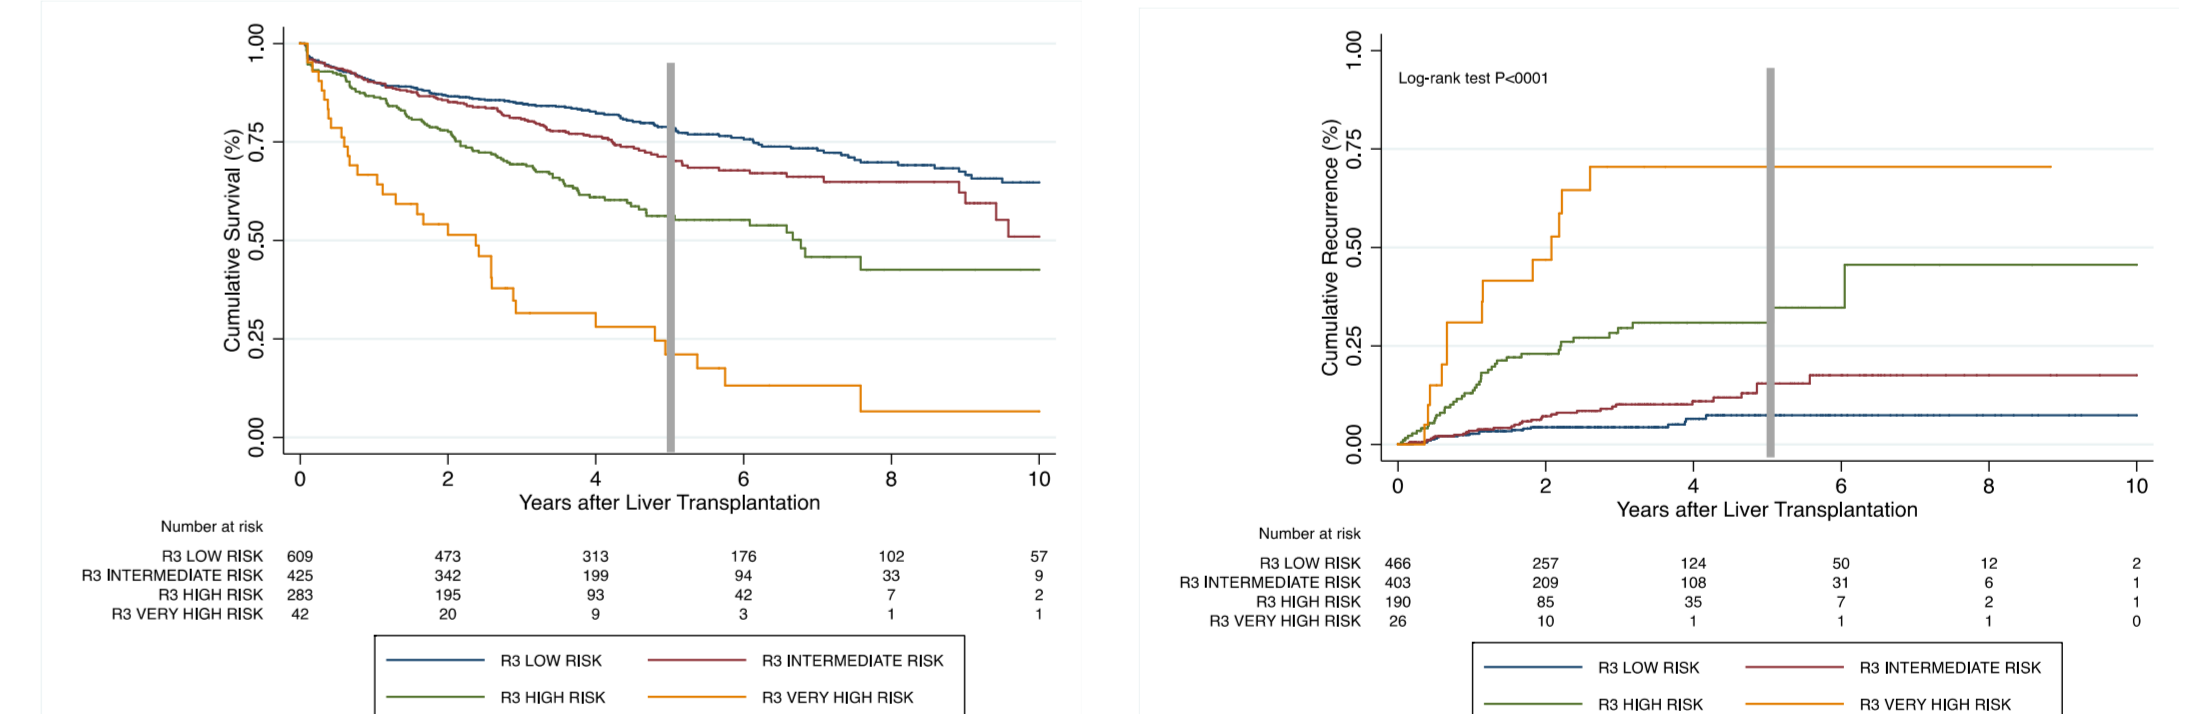 1.00
0.75
0.50
0.25
0.00
Cumulative Survival (%)
0 2 4 6 8 10
Years after Liver Transplantation
Number at risk
R3 LOW RISK 609 473 313 176 102 57
R3 INTERMEDIATE RISK 425 342 199 94 33 9
R3 HIGH RISK 283 195 93 42 7 2
R3 VERY HIGH RISK 42 20 9 3 1 1
R3 LOW RISK R3 INTERMEDIATE RISK
R3 HIGH RISK R3 VERY HIGH RISK
1.00
0.75
0.50
0.25
0.00
Cumulative Recurrence (%)
Log-rank test P<0001
0 2 4 6 8 10
Years after Liver Transplantation
Number at risk
R3 LOW RISK 466 257 124 50 12 2
R3 INTERMEDIATE RISK 403 209 108 31 6 1
R3 HIGH RISK 190 85 35 7 2 1
R3 VERY HIGH RISK 26 10 1 1 1 0
R3 LOW RISK R3 INTERMEDIATE RISK
R3 HIGH RISK R3 VERY HIGH RISK